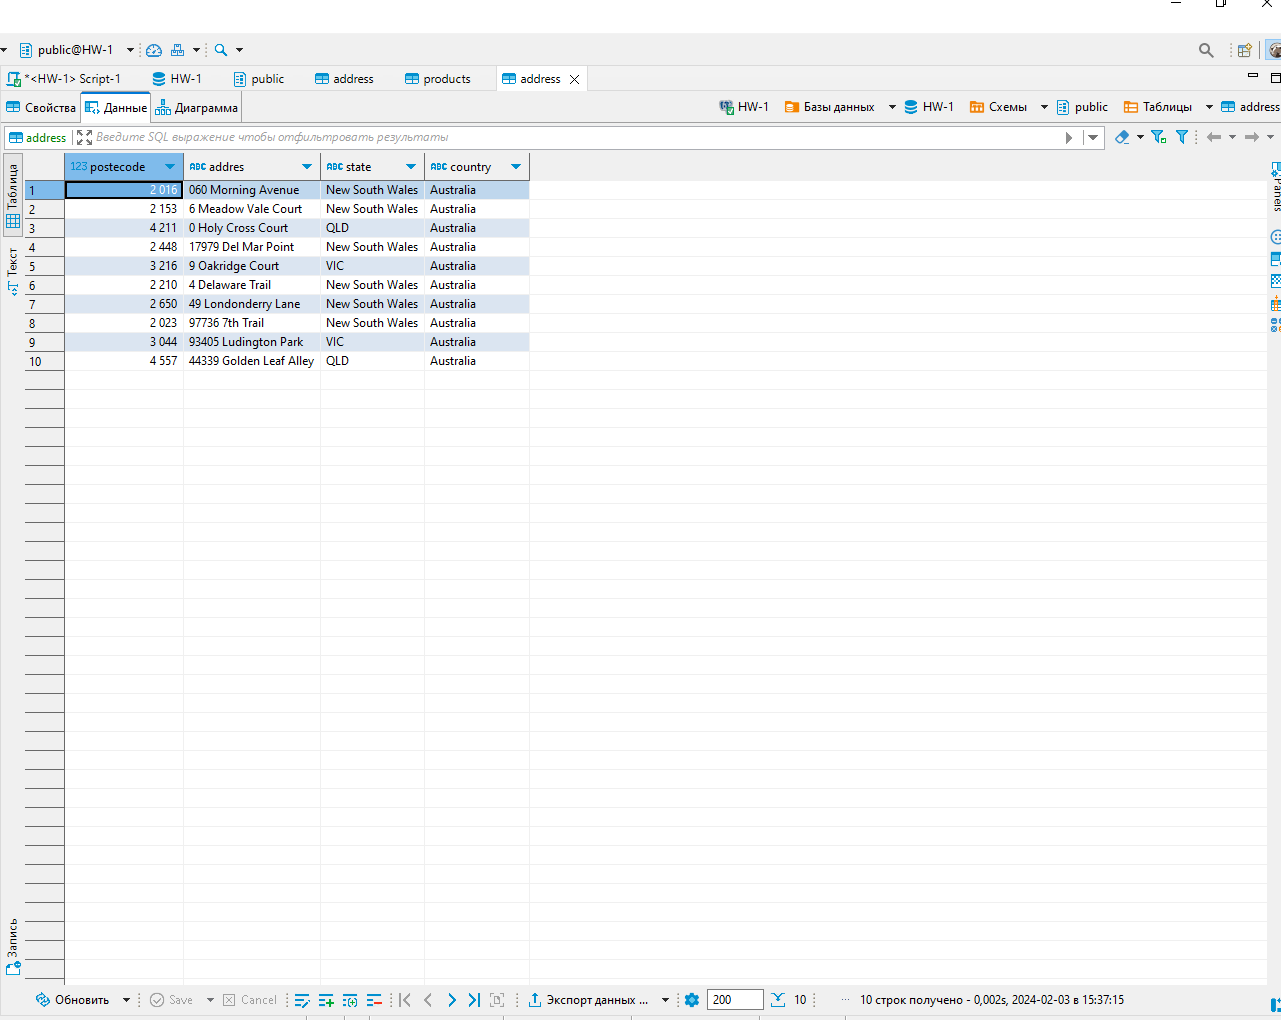 public@HW-1
*<HW-1> Script-1 HW-1 public address products address
Свойства Данные Диаграмма HW-1 Базы данных HW-1 Схемы public Таблицы address
address Введите SQL выражение чтобы отфильтровать результаты
Таблица
Текст
Запись
Panels
123 postecode ABC addres ABC state ABC country
1 2 016 060 Morning Avenue New South Wales Australia
2 2 153 6 Meadow Vale Court New South Wales Australia
3 4 211 0 Holy Cross Court QLD Australia
4 2 448 17979 Del Mar Point New South Wales Australia
5 3 216 9 Oakridge Court VIC Australia
6 2 210 4 Delaware Trail New South Wales Australia
7 2 650 49 Londonderry Lane New South Wales Australia
8 2 023 97736 7th Trail New South Wales Australia
9 3 044 93405 Ludington Park VIC Australia
10 4 557 44339 Golden Leaf Alley QLD Australia
Обновить Save Cancel Экспорт данных ... 200 10 ... 10 строк получено - 0,002s, 2024-02-03 в 15:37:15